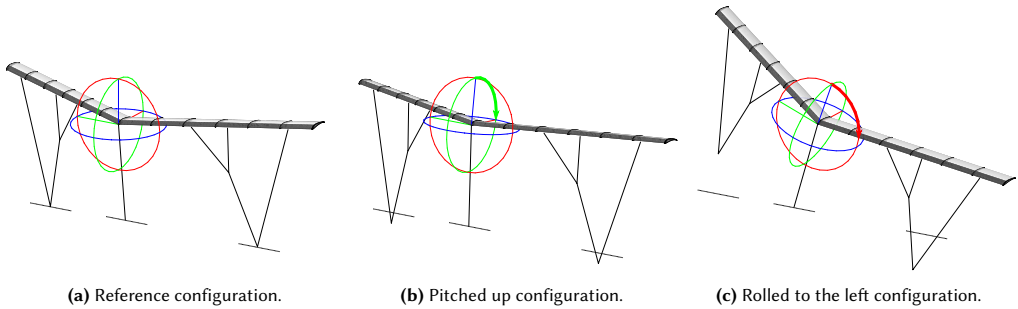 (a) Reference configuration.
(b) Pitched up configuration.
(c) Rolled to the left configuration.